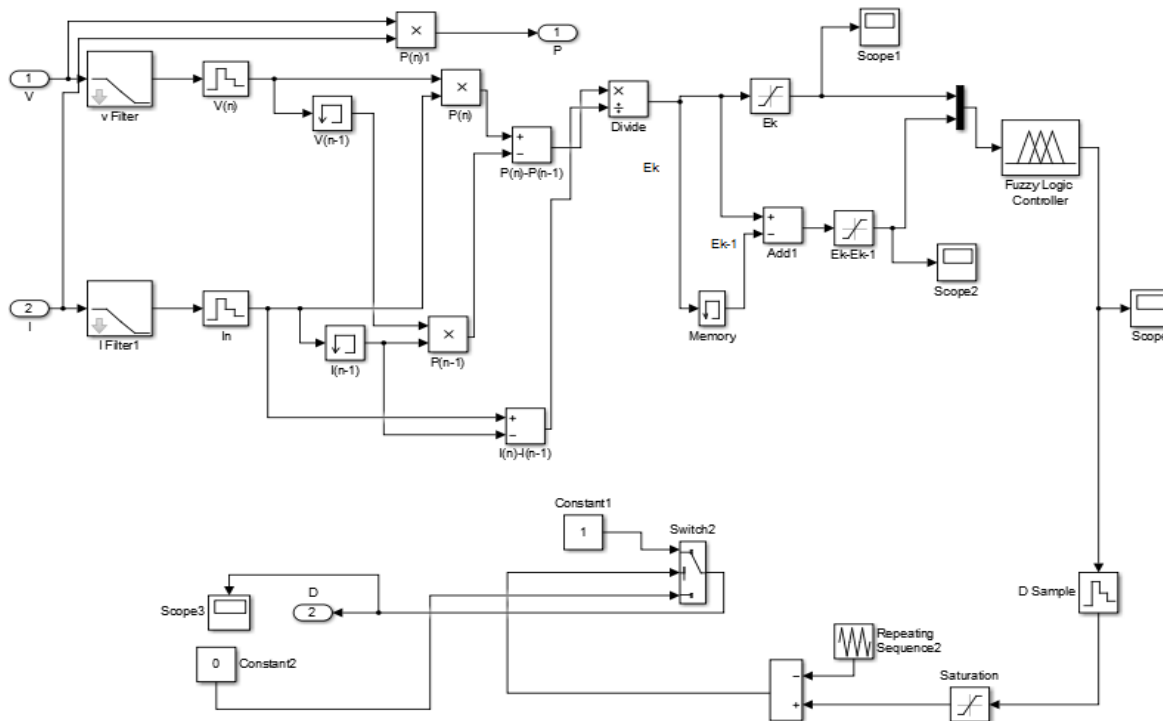 1
V
v Filter
V(n)
V(n-1)
×
P(n)1
1
P
×
P(n)
+
−
P(n)-P(n-1)
×
÷
Divide
Ek
Ek
Scope1
Fuzzy Logic
Controller
Ek-1
+
−
Add1
Ek-Ek-1
Scope2
Memory
Scope
2
I
I Filter1
In
I(n-1)
×
P(n-1)
+
−
I(n)-I(n-1)
Constant1
1
Switch2
D
2
Scope3
0
Constant2
D Sample
Repeating
Sequence2
−
+
Saturation